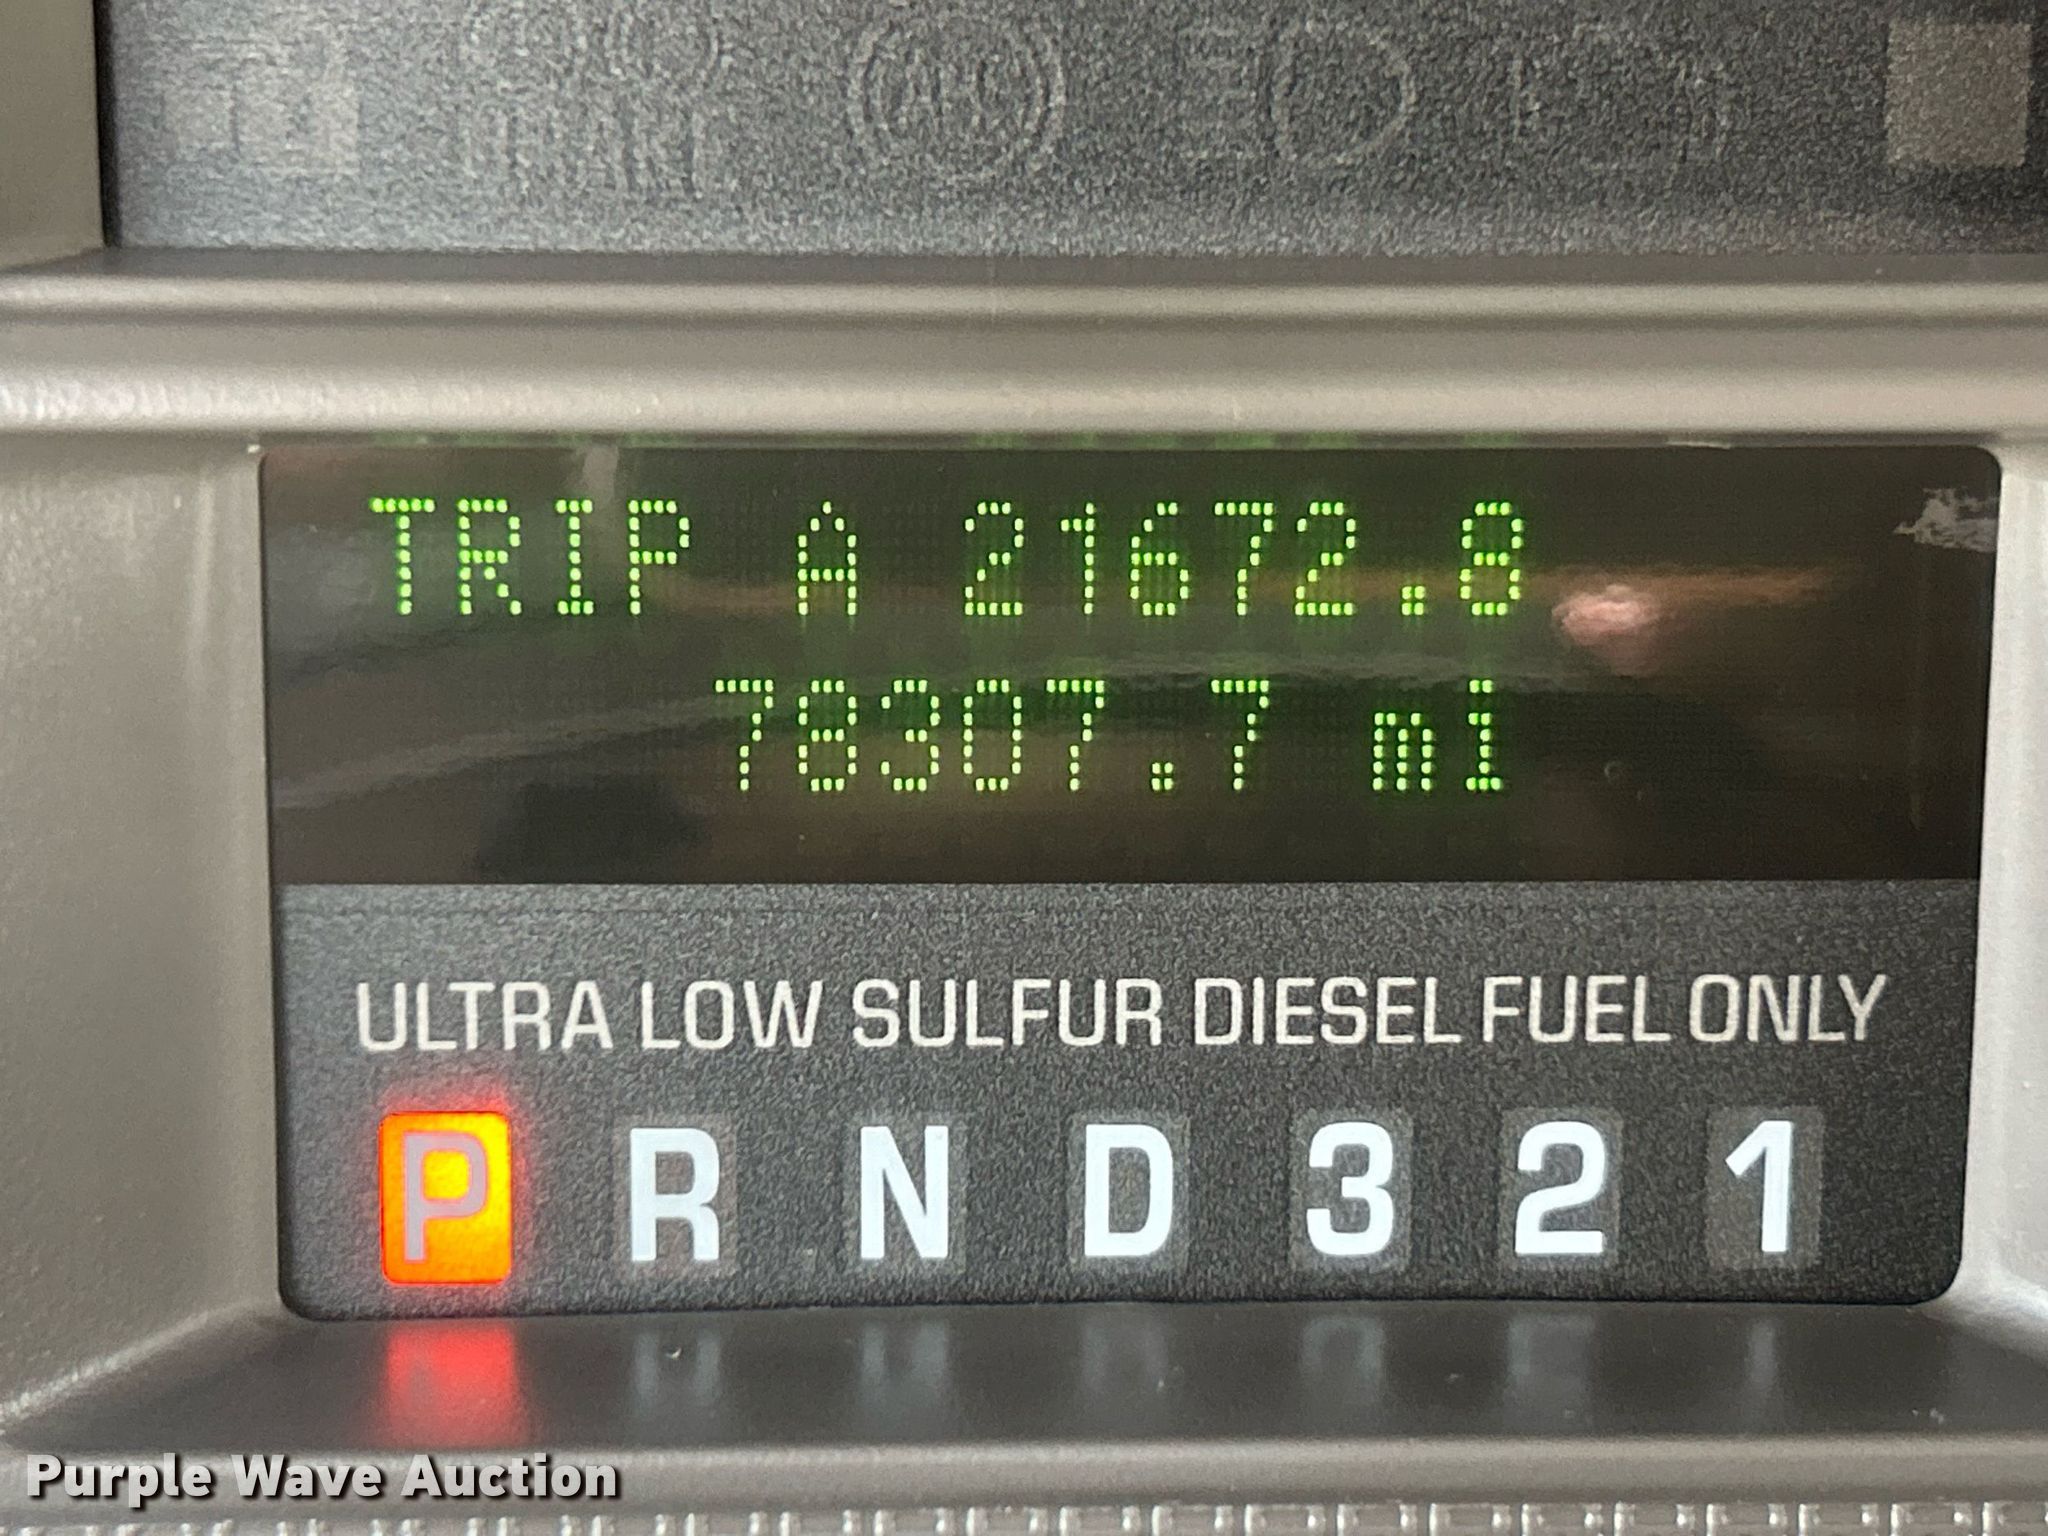 TRIP A 21672.8
78307.7 mi
ULTRA LOW SULFUR DIESEL FUEL ONLY
P R N D 3 2 1
Purple Wave Auction